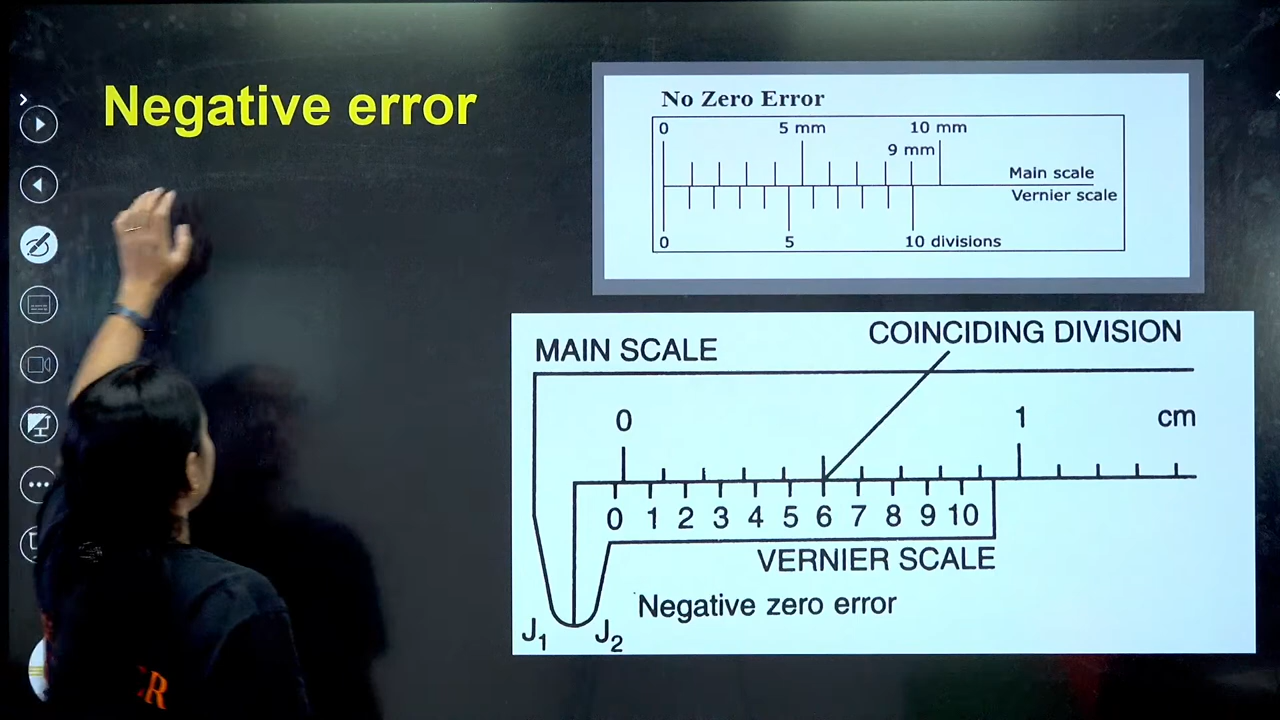 Negative error
No Zero Error
0 5 mm 10 mm
9 mm
Main scale
Vernier scale
0 5 10 divisions
MAIN SCALE
COINCIDING DIVISION
0 1 cm
0 1 2 3 4 5 6 7 8 9 10
VERNIER SCALE
Negative zero error
J1 J2